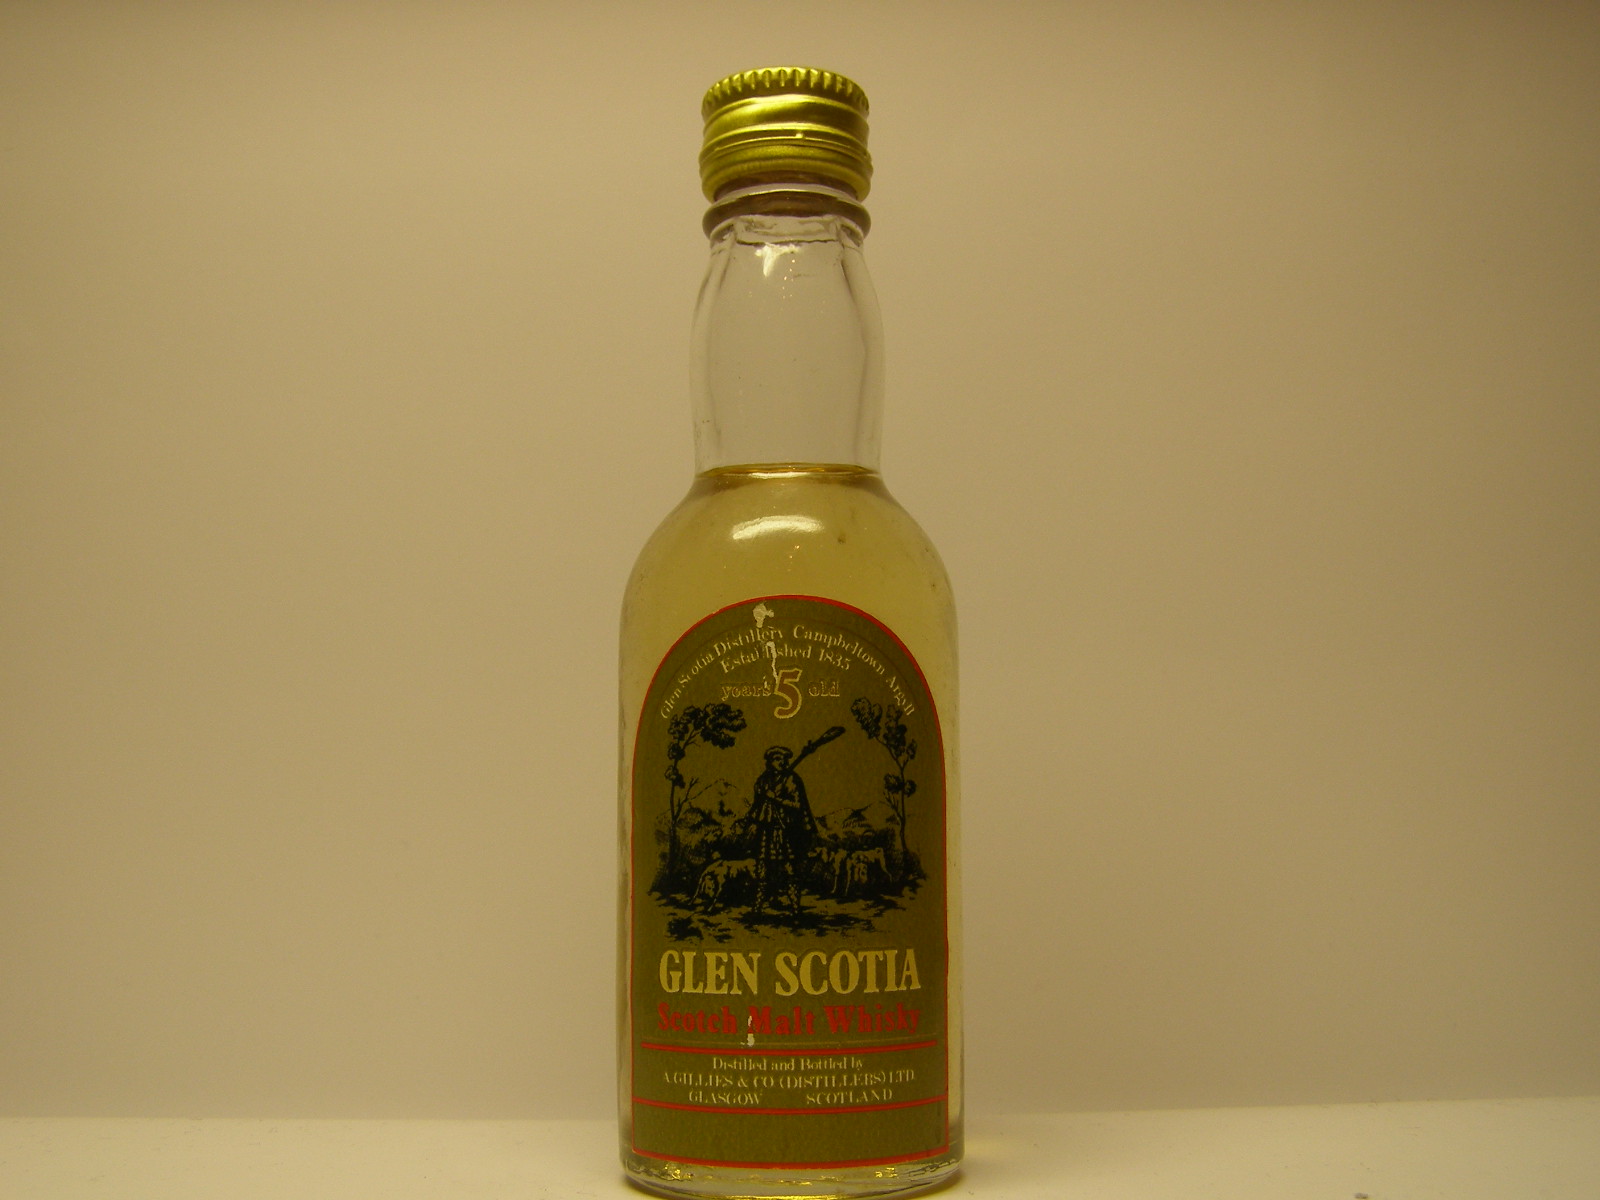 Glen Scotia Distillery Campbeltown Argyll
Established 1835
years 5 old
GLEN SCOTIA
Scotch Malt Whisky
Distilled and Bottled by
A. GILLIES & CO (DISTILLERS) LTD.
GLASGOW SCOTLAND